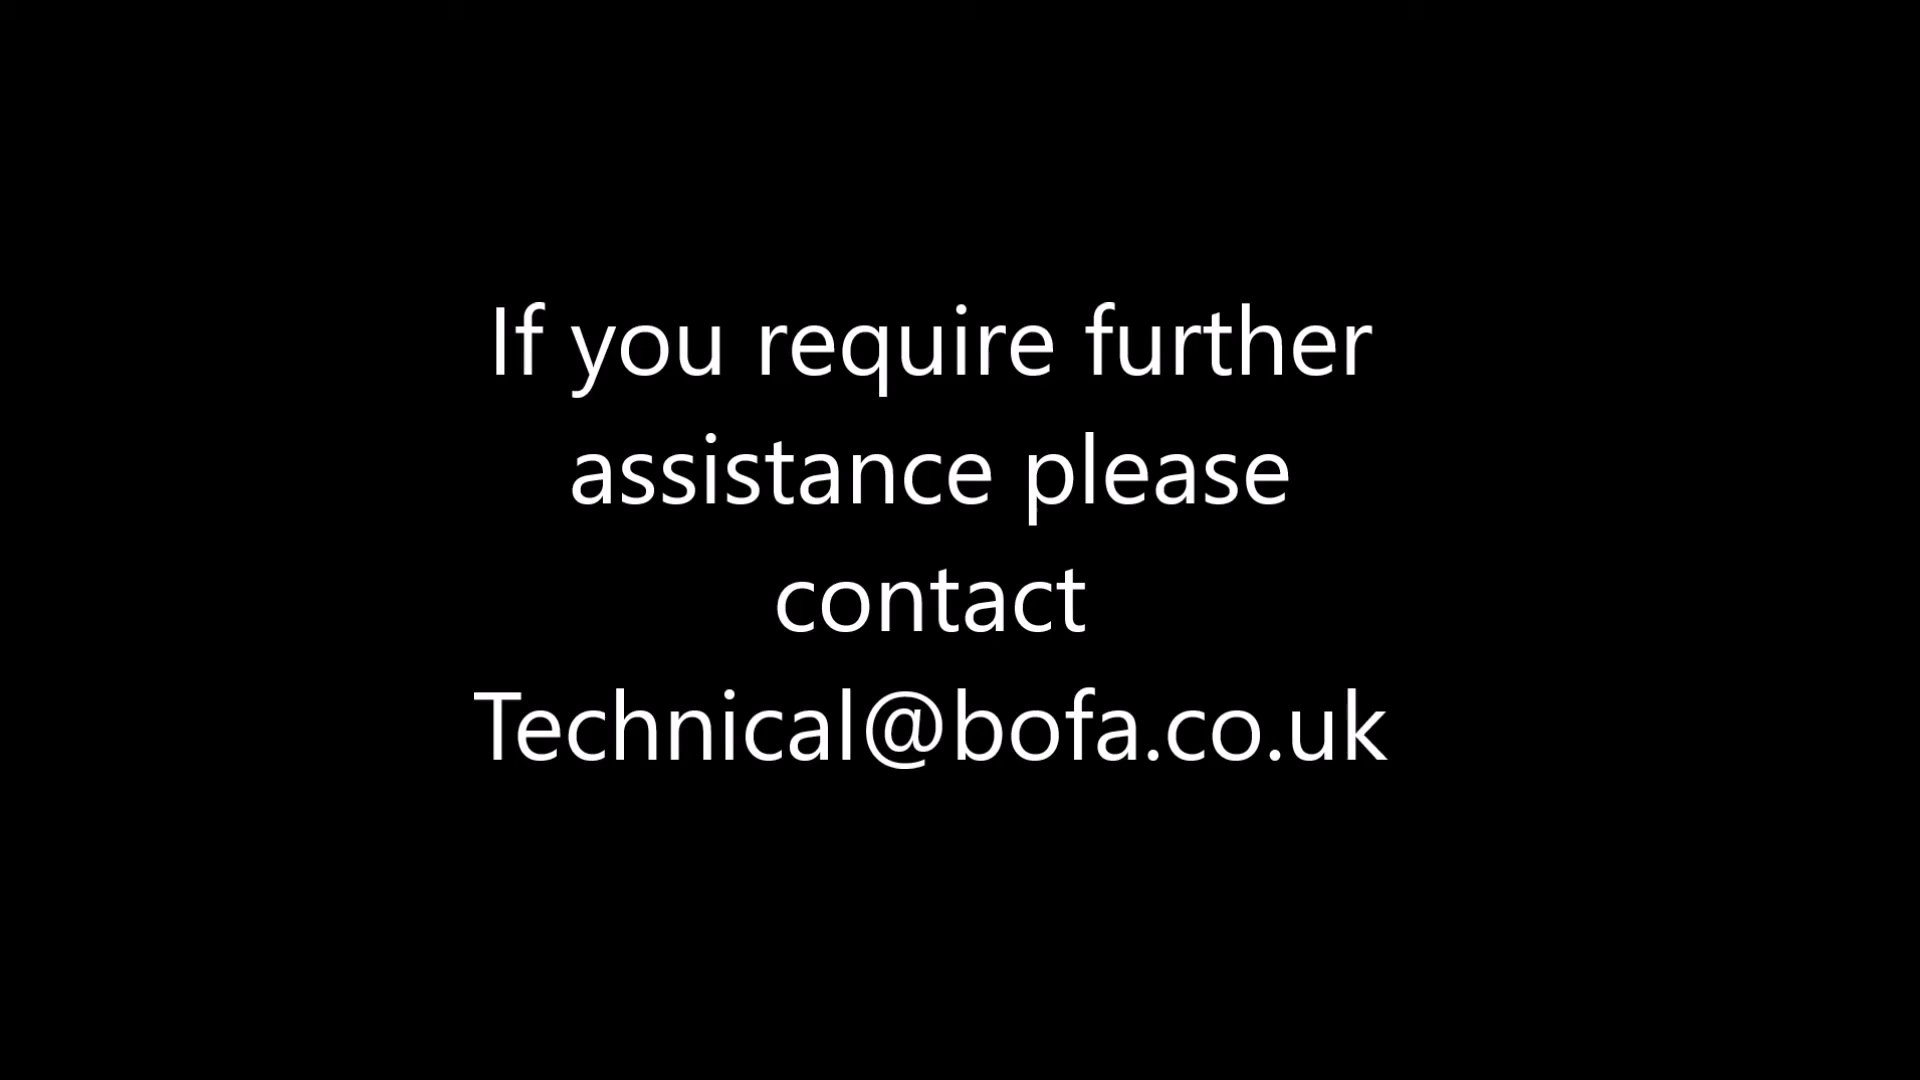 If you require further
assistance please
contact
Technical@bofa.co.uk